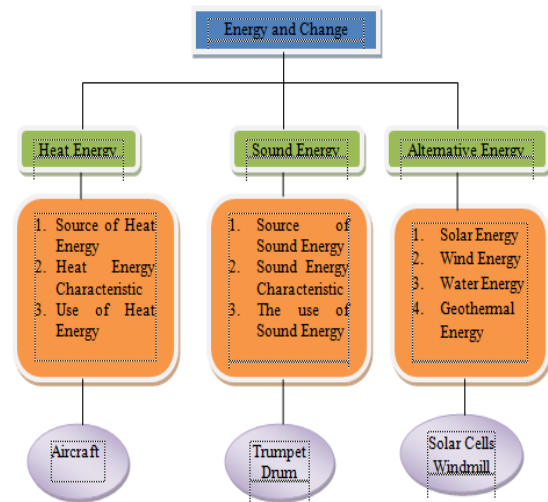 Energy and Change
Heat Energy
Sound Energy
Alternative Energy
1. Source of Heat
Energy
2. Heat Energy
Characteristic
3. Use of Heat
Energy
1. Source of
Sound Energy
2. Sound Energy
Characteristic
3. The use of
Sound Energy
1. Solar Energy
2. Wind Energy
3. Water Energy
4. Geothermal
Energy
Aircraft
Trumpet
Drum
Solar Cells
Windmill